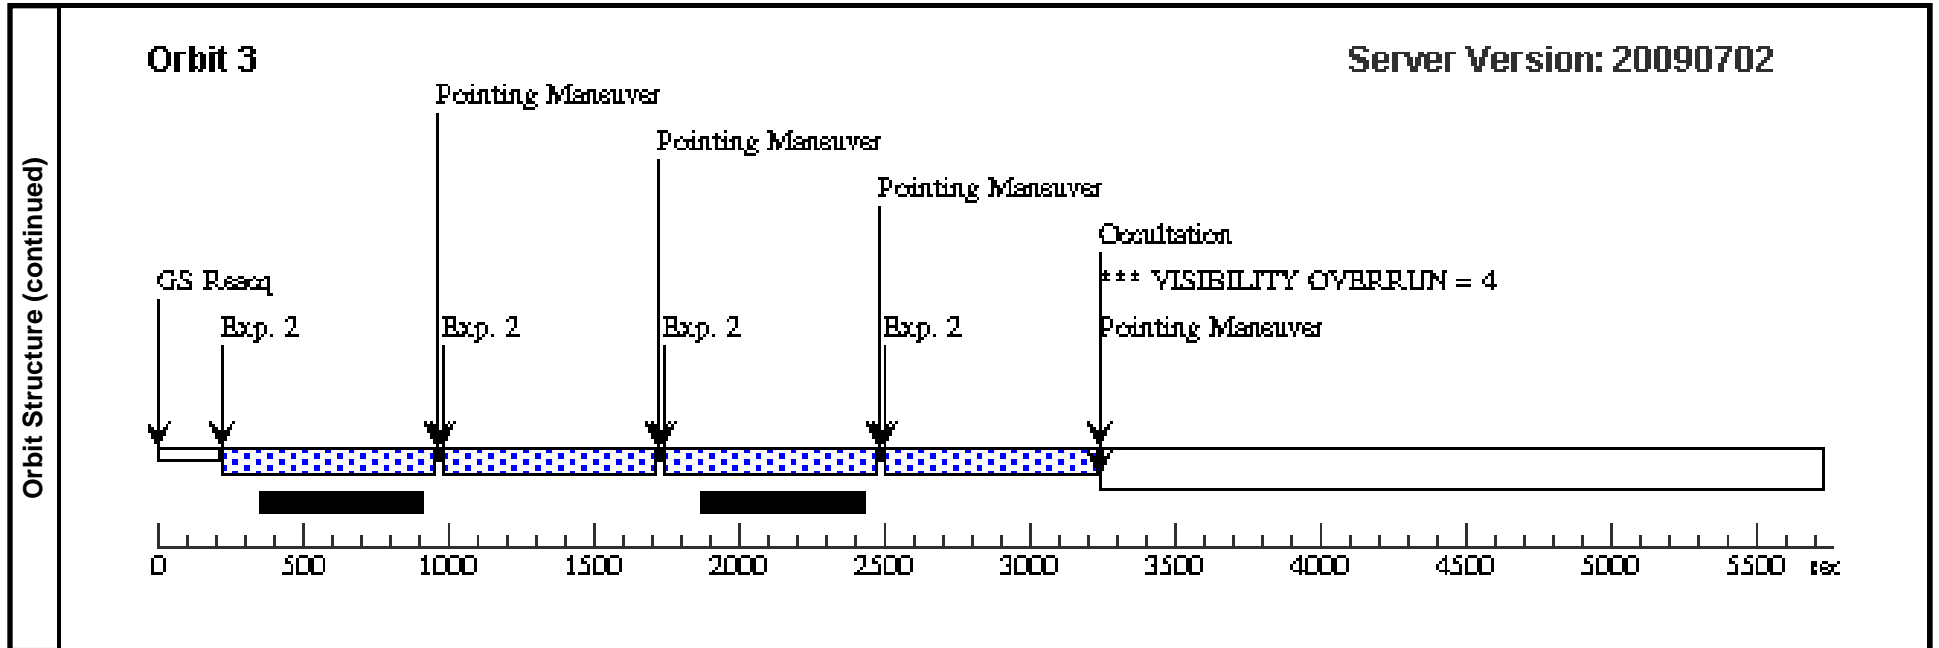 Orbit Structure (continued)
Orbit 3
Server Version: 20090702
Pointing Maneuver
Pointing Maneuver
Pointing Maneuver
Occultation
GS Reacq
*** VISIBILITY OVERRUN = 4
Exp. 2
Exp. 2
Exp. 2
Exp. 2
Pointing Maneuver
0 500 1000 1500 2000 2500 3000 3500 4000 4500 5000 5500 sec